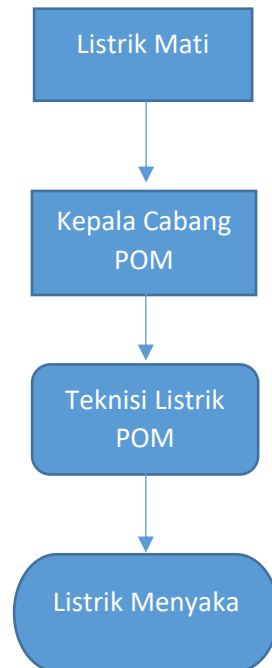 Listrik Mati
Kepala Cabang
POM
Teknisi Listrik
POM
Listrik Menyaka